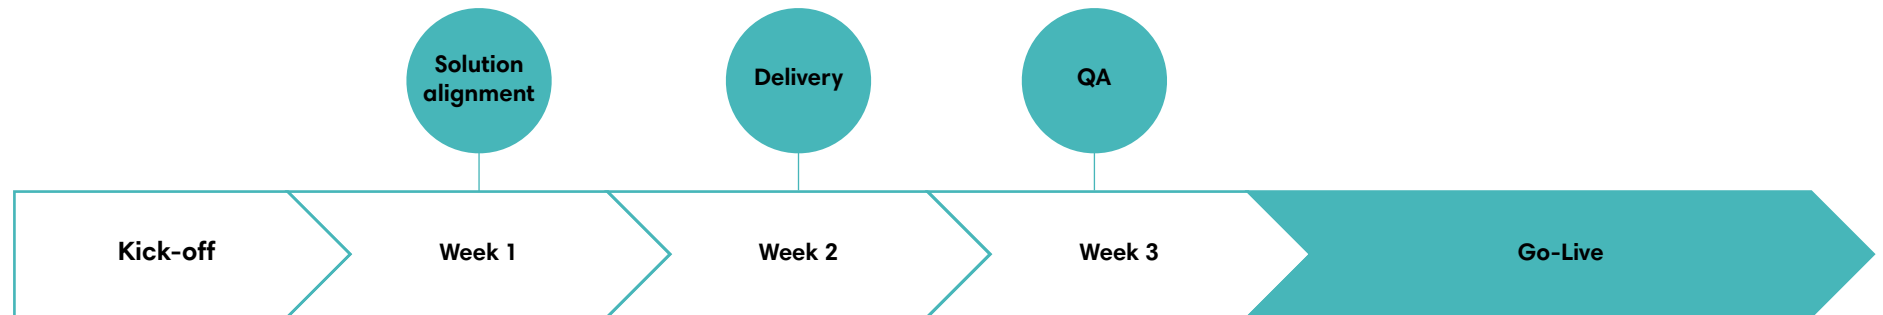 Solution
alignment
Delivery
QA
Kick-off
Week 1
Week 2
Week 3
Go-Live